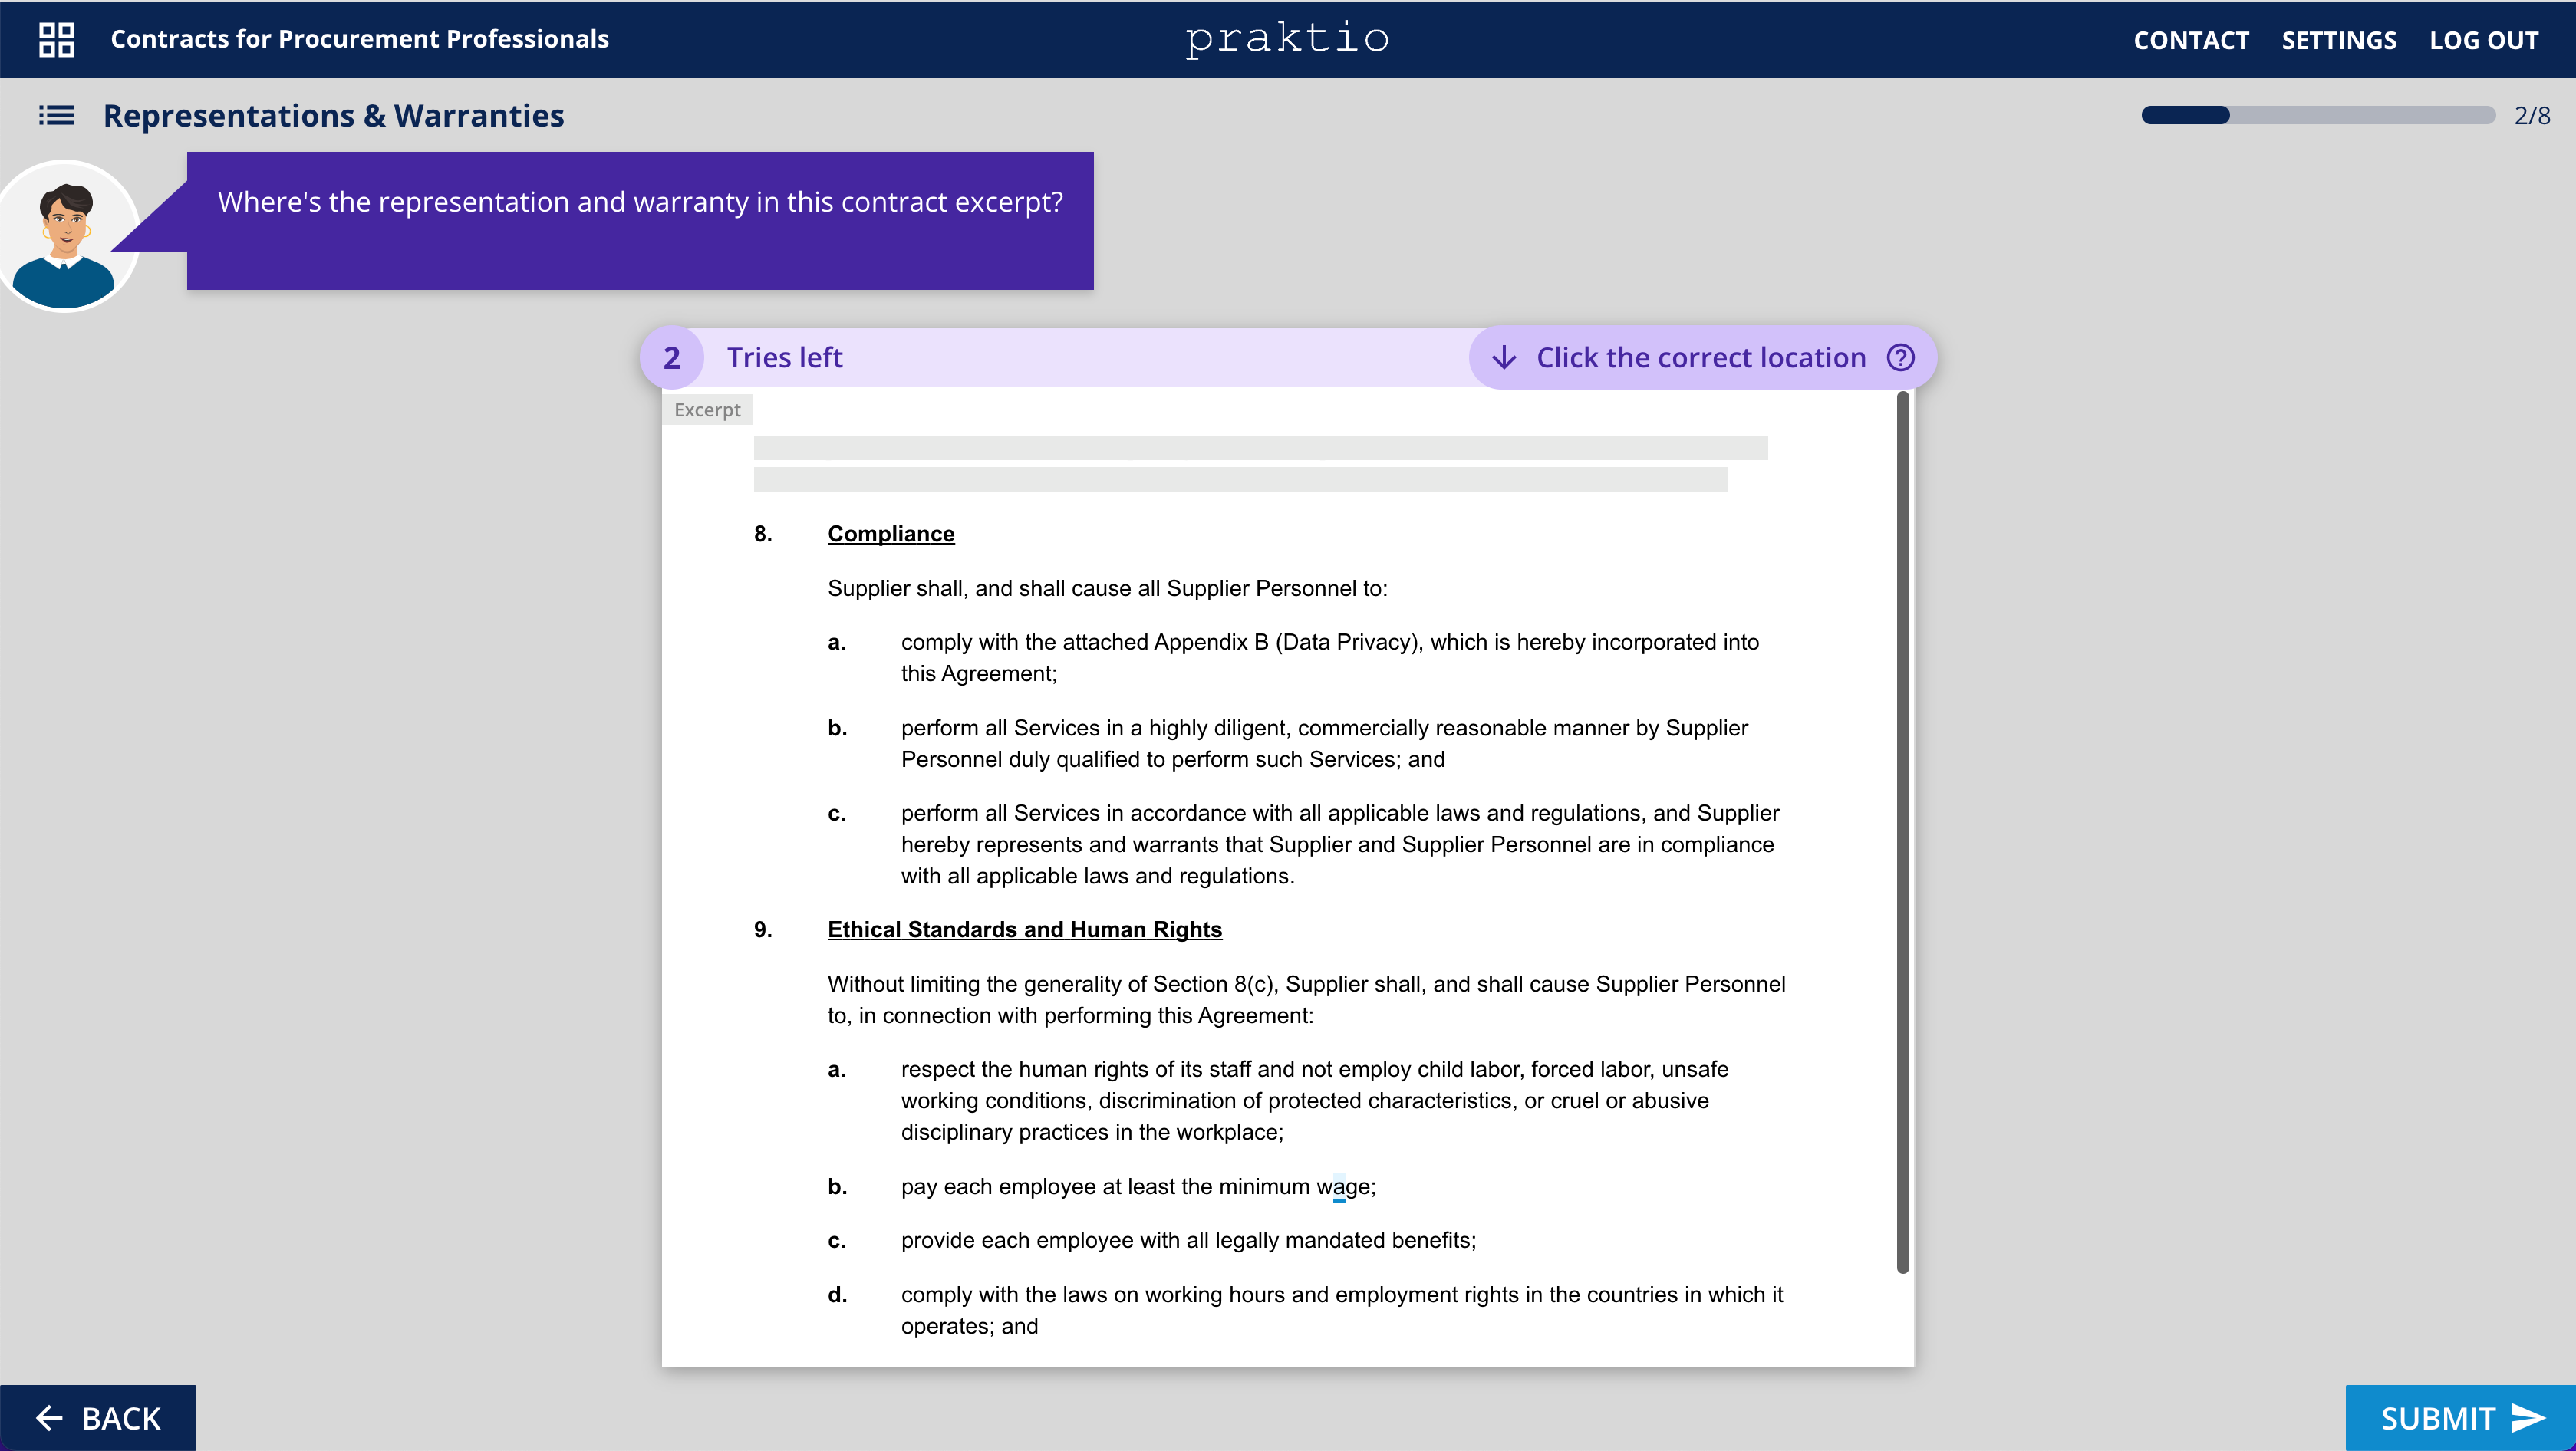 Contracts for Procurement Professionals
praktio
CONTACT SETTINGS LOG OUT
Representations & Warranties
2/8
Where's the representation and warranty in this contract excerpt?
2 Tries left
Click the correct location ?
Excerpt
8. Compliance
Supplier shall, and shall cause all Supplier Personnel to:
a. comply with the attached Appendix B (Data Privacy), which is hereby incorporated into
this Agreement;
b. perform all Services in a highly diligent, commercially reasonable manner by Supplier
Personnel duly qualified to perform such Services; and
c. perform all Services in accordance with all applicable laws and regulations, and Supplier
hereby represents and warrants that Supplier and Supplier Personnel are in compliance
with all applicable laws and regulations.
9. Ethical Standards and Human Rights
Without limiting the generality of Section 8(c), Supplier shall, and shall cause Supplier Personnel
to, in connection with performing this Agreement:
a. respect the human rights of its staff and not employ child labor, forced labor, unsafe
working conditions, discrimination of protected characteristics, or cruel or abusive
disciplinary practices in the workplace;
b. pay each employee at least the minimum wage;
c. provide each employee with all legally mandated benefits;
d. comply with the laws on working hours and employment rights in the countries in which it
operates; and
BACK
SUBMIT